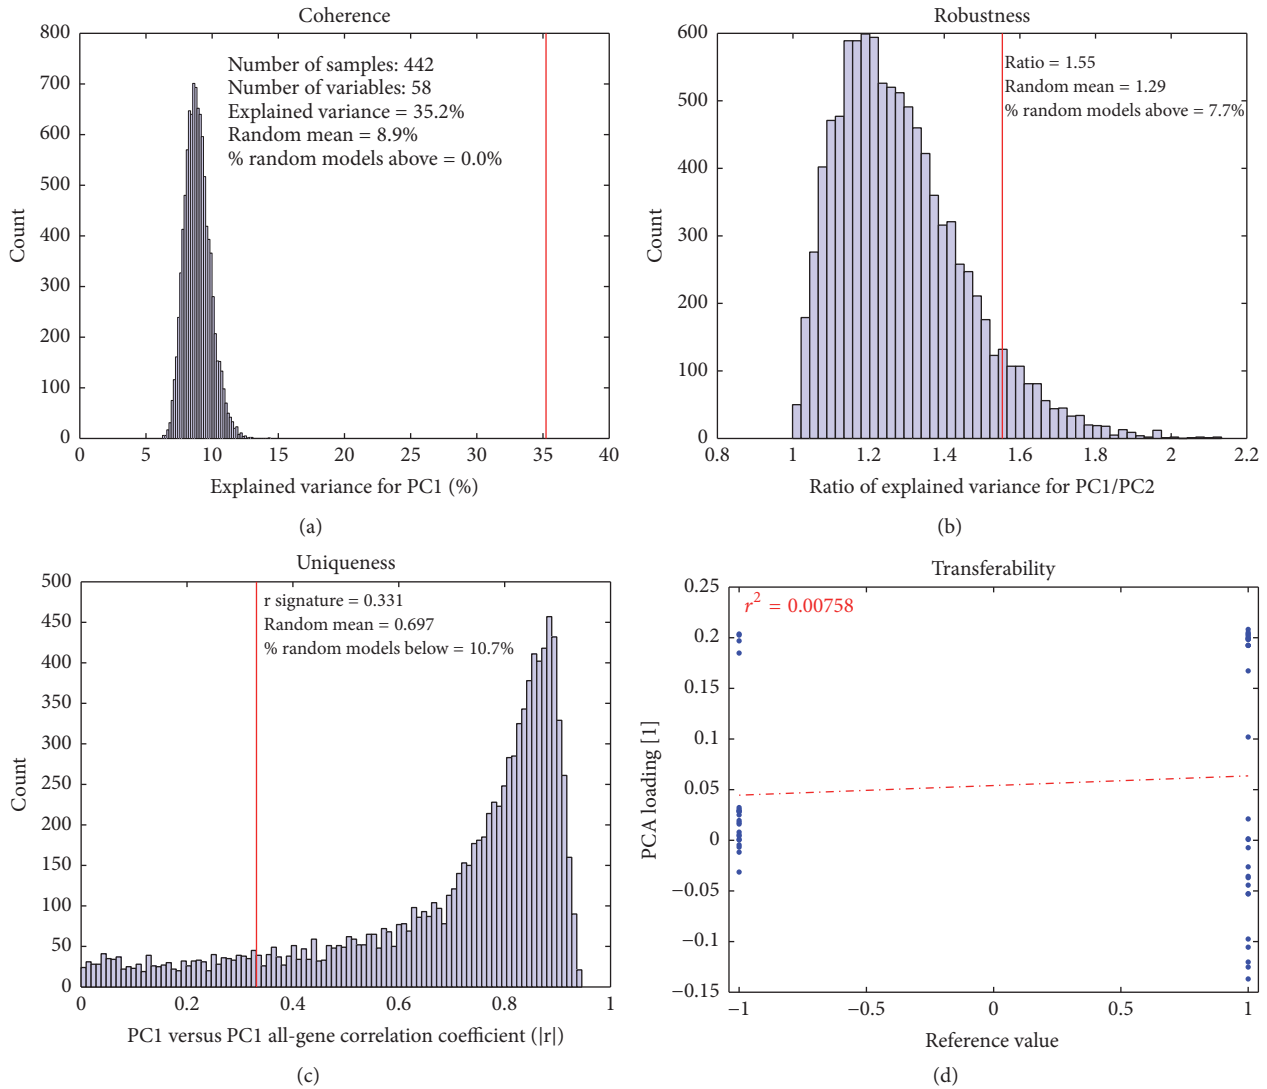 Coherence
800
700
600
500
400
300
200
100
0
Count
Number of samples: 442
Number of variables: 58
Explained variance = 35.2%
Random mean = 8.9%
% random models above = 0.0%
0 5 10 15 20 25 30 35 40
Explained variance for PC1 (%)
(a)
Robustness
600
500
400
300
200
100
0
Count
Ratio = 1.55
Random mean = 1.29
% random models above = 7.7%
0.8 1 1.2 1.4 1.6 1.8 2 2.2
Ratio of explained variance for PC1/PC2
(b)
Uniqueness
500
450
400
350
300
250
200
150
100
50
0
Count
r signature = 0.331
Random mean = 0.697
% random models below = 10.7%
0 0.2 0.4 0.6 0.8 1
PC1 versus PC1 all-gene correlation coefficient (|r|)
(c)
Transferability
0.25
0.2
0.15
0.1
0.05
0
−0.05
−0.1
−0.15
PCA loading [1]
r² = 0.00758
−1 −0.5 0 0.5 1
Reference value
(d)